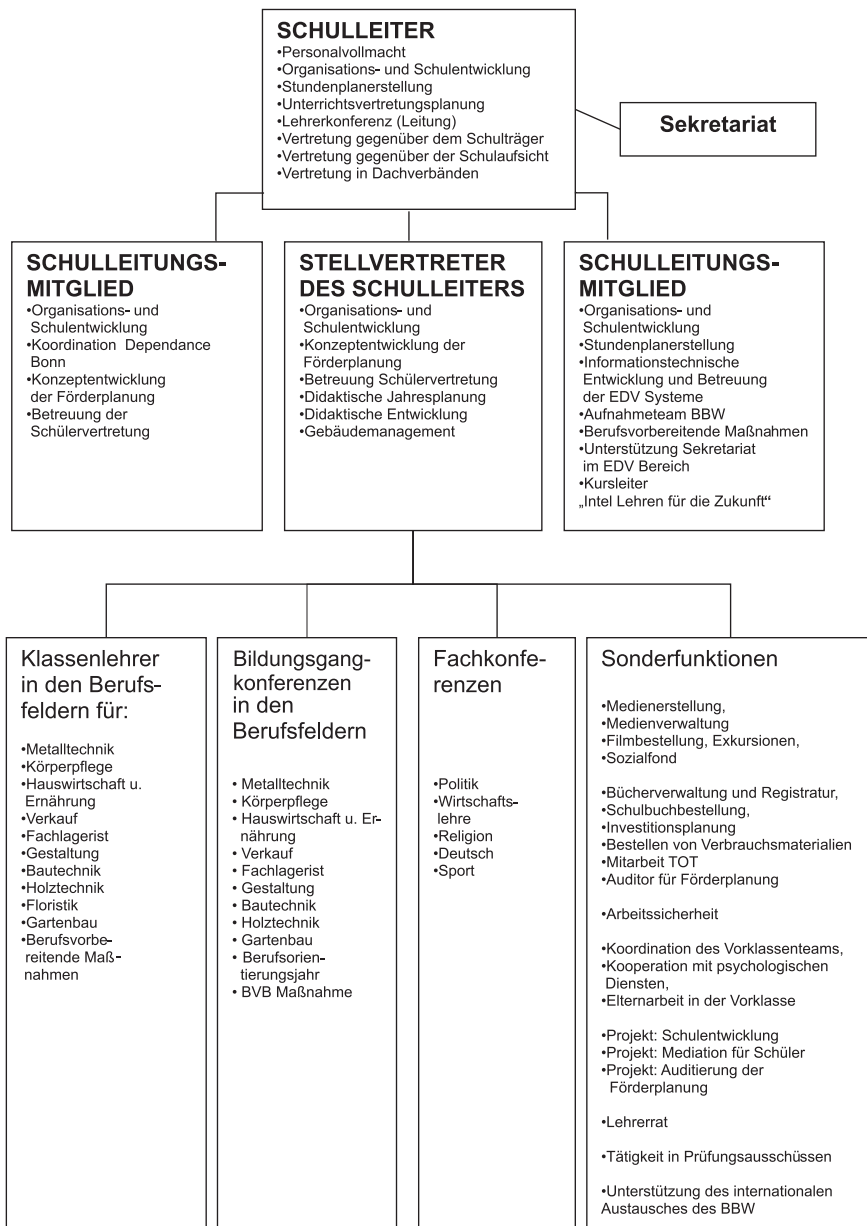 SCHULLEITER
•Personalvollmacht
•Organisations- und Schulentwicklung
•Stundenplanerstellung
•Unterrichtsvertretungsplanung
•Lehrerkonferenz (Leitung)
•Vertretung gegenüber dem Schulträger
•Vertretung gegenüber der Schulaufsicht
•Vertretung in Dachverbänden
Sekretariat
SCHULLEITUNGS-
MITGLIED
•Organisations- und
Schulentwicklung
•Koordination Dependance
Bonn
•Konzeptentwicklung
der Förderplanung
•Betreuung der
Schülervertretung
STELLVERTRETER
DES SCHULLEITERS
•Organisations- und
Schulentwicklung
•Konzeptentwicklung der
Förderplanung
•Betreuung Schülervertretung
•Didaktische Jahresplanung
•Didaktische Entwicklung
•Gebäudemanagement
SCHULLEITUNGS-
MITGLIED
•Organisations- und
Schulentwicklung
•Stundenplanerstellung
•Informationstechnische
Entwicklung und Betreuung
der EDV Systeme
•Aufnahmeteam BBW
•Berufsvorbereitende Maßnahmen
•Unterstützung Sekretariat
im EDV Bereich
•Kursleiter
„Intel Lehren für die Zukunft“
Klassenlehrer
in den Berufs-
feldern für:
•Metalltechnik
•Körperpflege
•Hauswirtschaft u.
Ernährung
•Verkauf
•Fachlagerist
•Gestaltung
•Bautechnik
•Holztechnik
•Floristik
•Gartenbau
•Berufsvorbe-
reitende Maß-
nahmen
Bildungsgang-
konferenzen
in den
Berufsfeldern
• Metalltechnik
• Körperpflege
• Hauswirtschaft u. Er-
nährung
• Verkauf
• Fachlagerist
• Gestaltung
• Bautechnik
• Holztechnik
• Gartenbau
• Berufsorien-
tierungsjahr
• BVB Maßnahme
Fachkonfe-
renzen
•Politik
•Wirtschafts-
lehre
•Religion
•Deutsch
•Sport
Sonderfunktionen
•Medienerstellung,
•Medienverwaltung
•Filmbestellung, Exkursionen,
•Sozialfond
•Bücherverwaltung und Registratur,
•Schulbuchbestellung,
•Investitionsplanung
•Bestellen von Verbrauchsmaterialien
•Mitarbeit TOT
•Auditor für Förderplanung
•Arbeitssicherheit
•Koordination des Vorklassenteams,
•Kooperation mit psychologischen
Diensten,
•Elternarbeit in der Vorklasse
•Projekt: Schulentwicklung
•Projekt: Mediation für Schüler
•Projekt: Auditierung der
Förderplanung
•Lehrerrat
•Tätigkeit in Prüfungsausschüssen
•Unterstützung des internationalen
Austausches des BBW